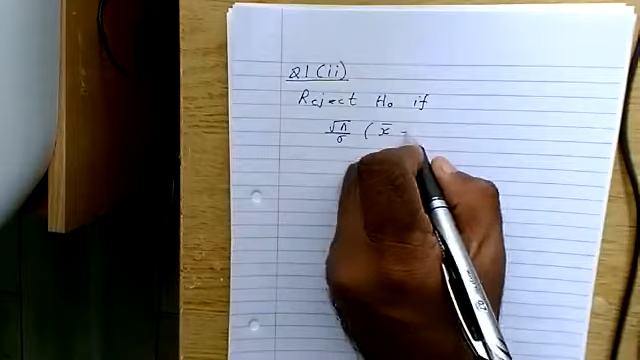 Q1 (ii)
Reject H₀ if
√n/σ ( x̄ -